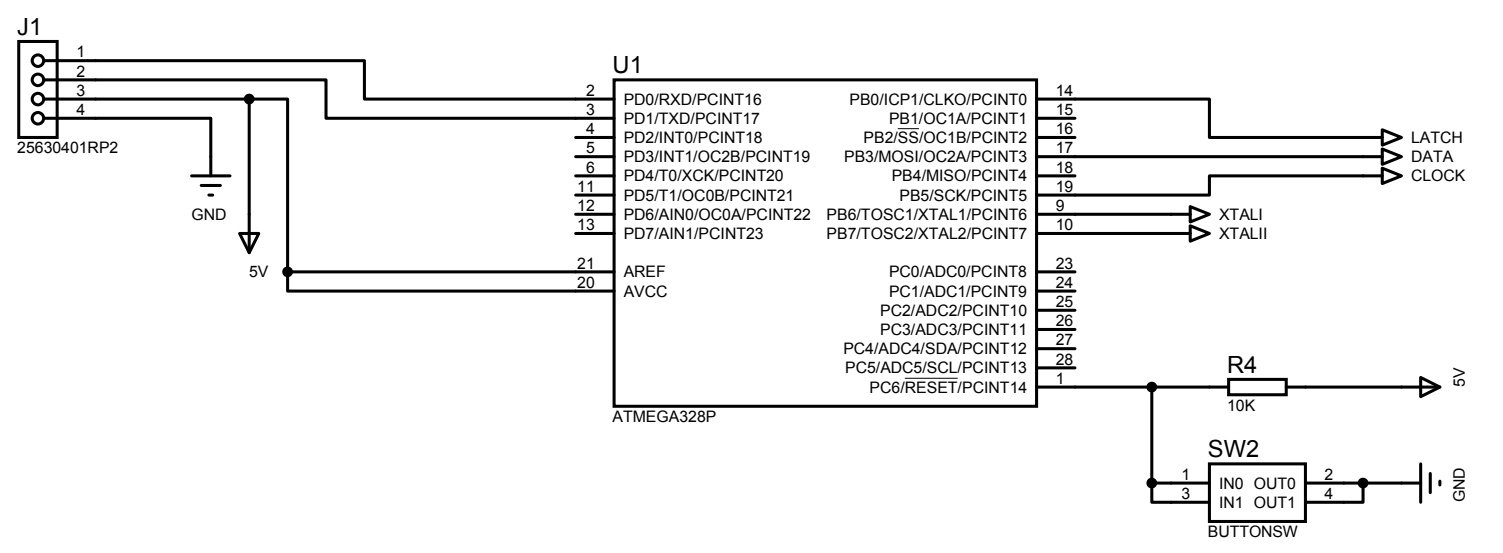 J1
1
2
3
4
25630401RP2
GND
5V
U1
2 PD0/RXD/PCINT16 PB0/ICP1/CLKO/PCINT0 14
3 PD1/TXD/PCINT17 PB1/OC1A/PCINT1 15
4 PD2/INT0/PCINT18 PB2/SS/OC1B/PCINT2 16
5 PD3/INT1/OC2B/PCINT19 PB3/MOSI/OC2A/PCINT3 17
6 PD4/T0/XCK/PCINT20 PB4/MISO/PCINT4 18
11 PD5/T1/OC0B/PCINT21 PB5/SCK/PCINT5 19
12 PD6/AIN0/OC0A/PCINT22 PB6/TOSC1/XTAL1/PCINT6 9
13 PD7/AIN1/PCINT23 PB7/TOSC2/XTAL2/PCINT7 10
21 AREF PC0/ADC0/PCINT8 23
20 AVCC PC1/ADC1/PCINT9 24
PC2/ADC2/PCINT10 25
PC3/ADC3/PCINT11 26
PC4/ADC4/SDA/PCINT12 27
PC5/ADC5/SCL/PCINT13 28
PC6/RESET/PCINT14 1
ATMEGA328P
LATCH
DATA
CLOCK
XTALI
XTALII
R4
10K
5V
SW2
1 IN0 OUT0 2
3 IN1 OUT1 4
BUTTONSW
GND